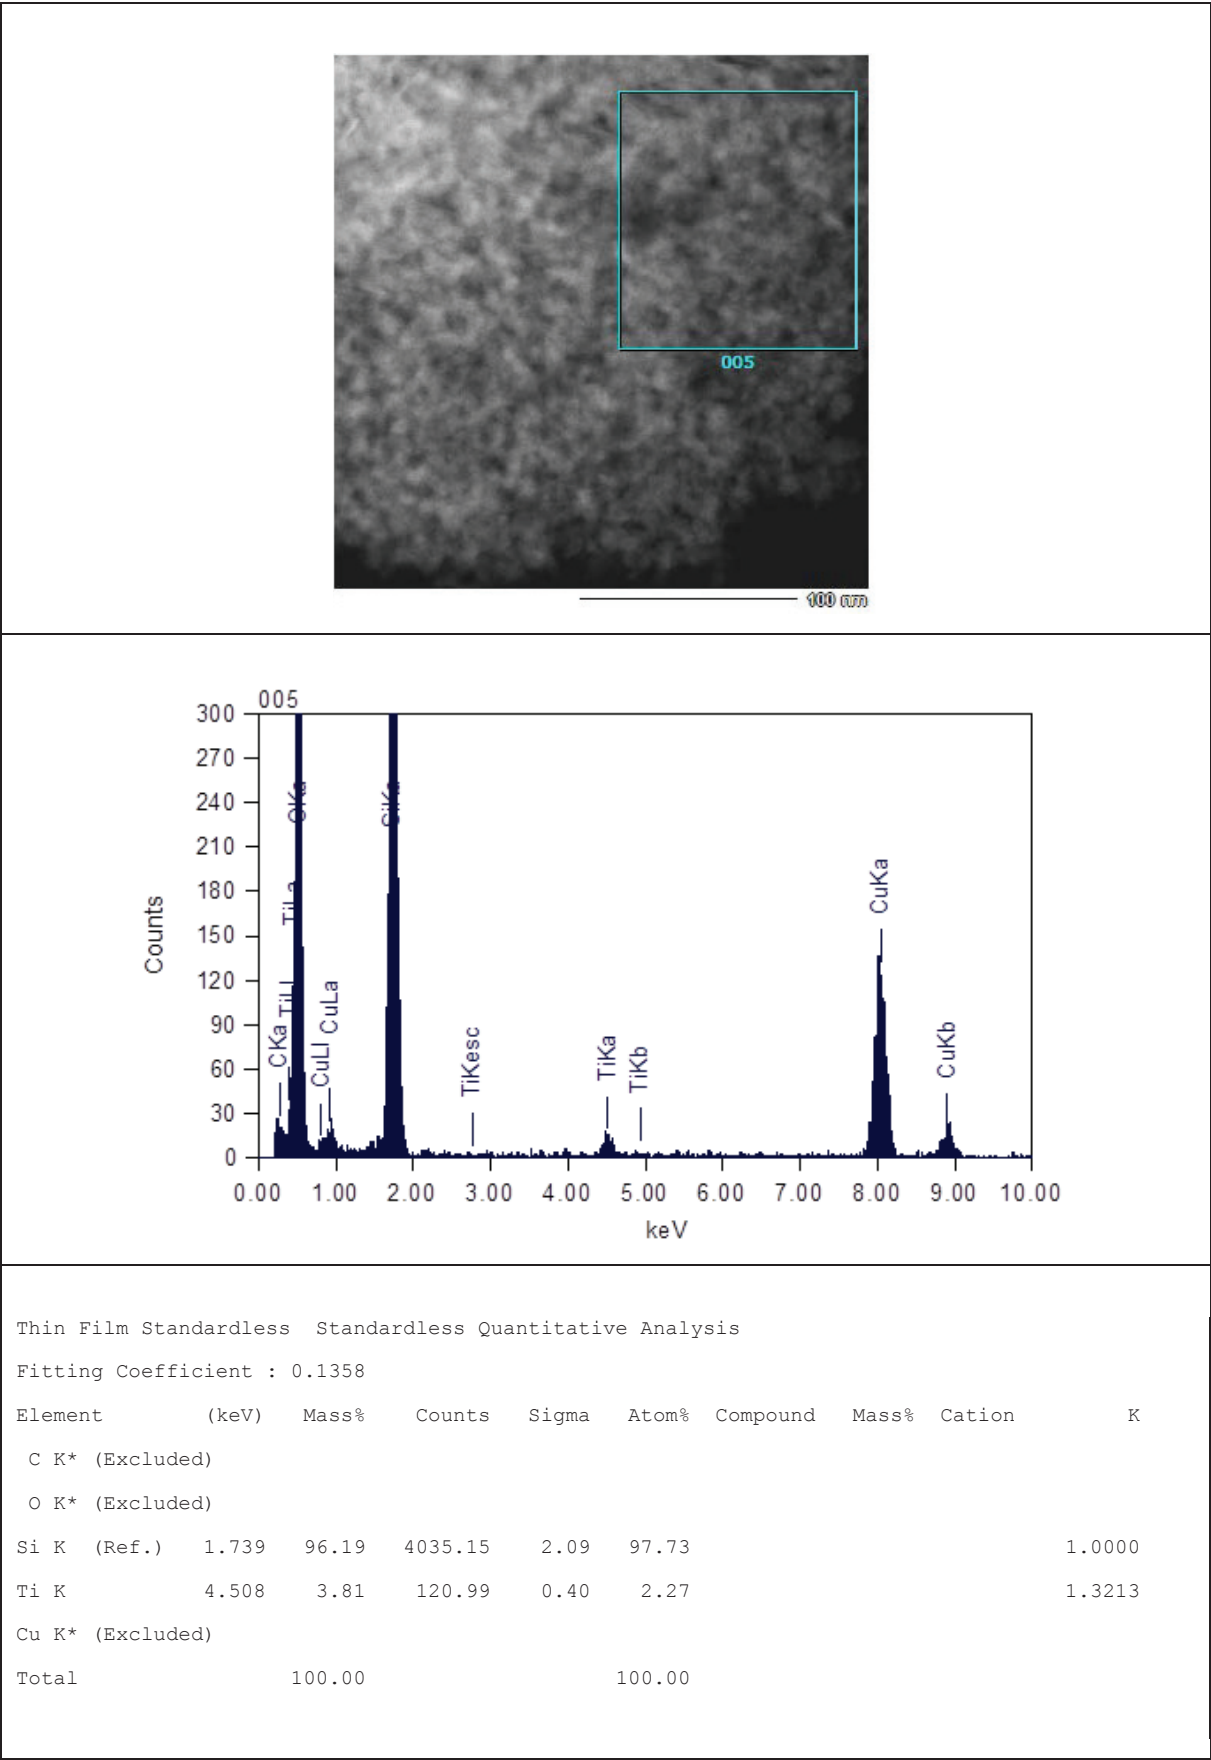 005
100 nm
005
300
270
240
210
180
150
120
90
60
30
0
Counts
CKa
TiLl
TiLa
OKa
CuLl
CuLa
SiKa
TiKesc
TiKa
TiKb
CuKa
CuKb
0.00 1.00 2.00 3.00 4.00 5.00 6.00 7.00 8.00 9.00 10.00
keV
Thin Film Standardless  Standardless Quantitative Analysis
Fitting Coefficient : 0.1358
Element (keV) Mass% Counts Sigma Atom% Compound Mass% Cation K
C K* (Excluded)
O K* (Excluded)
Si K (Ref.) 1.739 96.19 4035.15 2.09 97.73 1.0000
Ti K 4.508 3.81 120.99 0.40 2.27 1.3213
Cu K* (Excluded)
Total 100.00 100.00